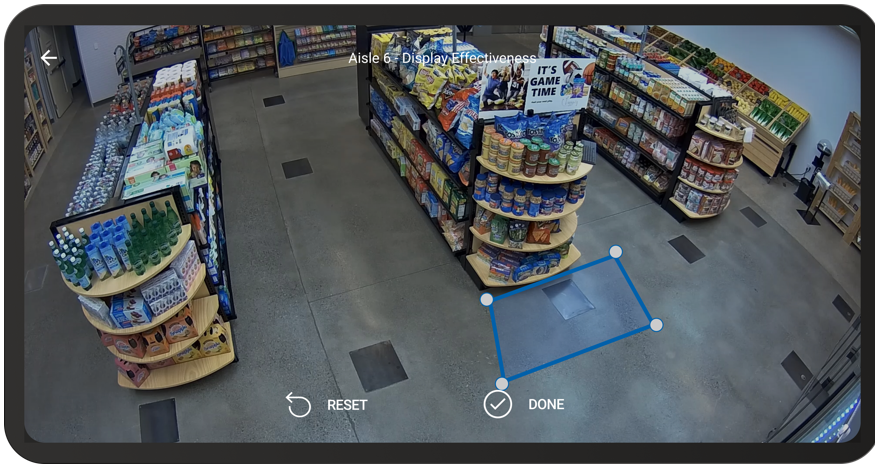 Aisle 6 - Display Effectiveness
IT'S
GAME
TIME
RESET
DONE